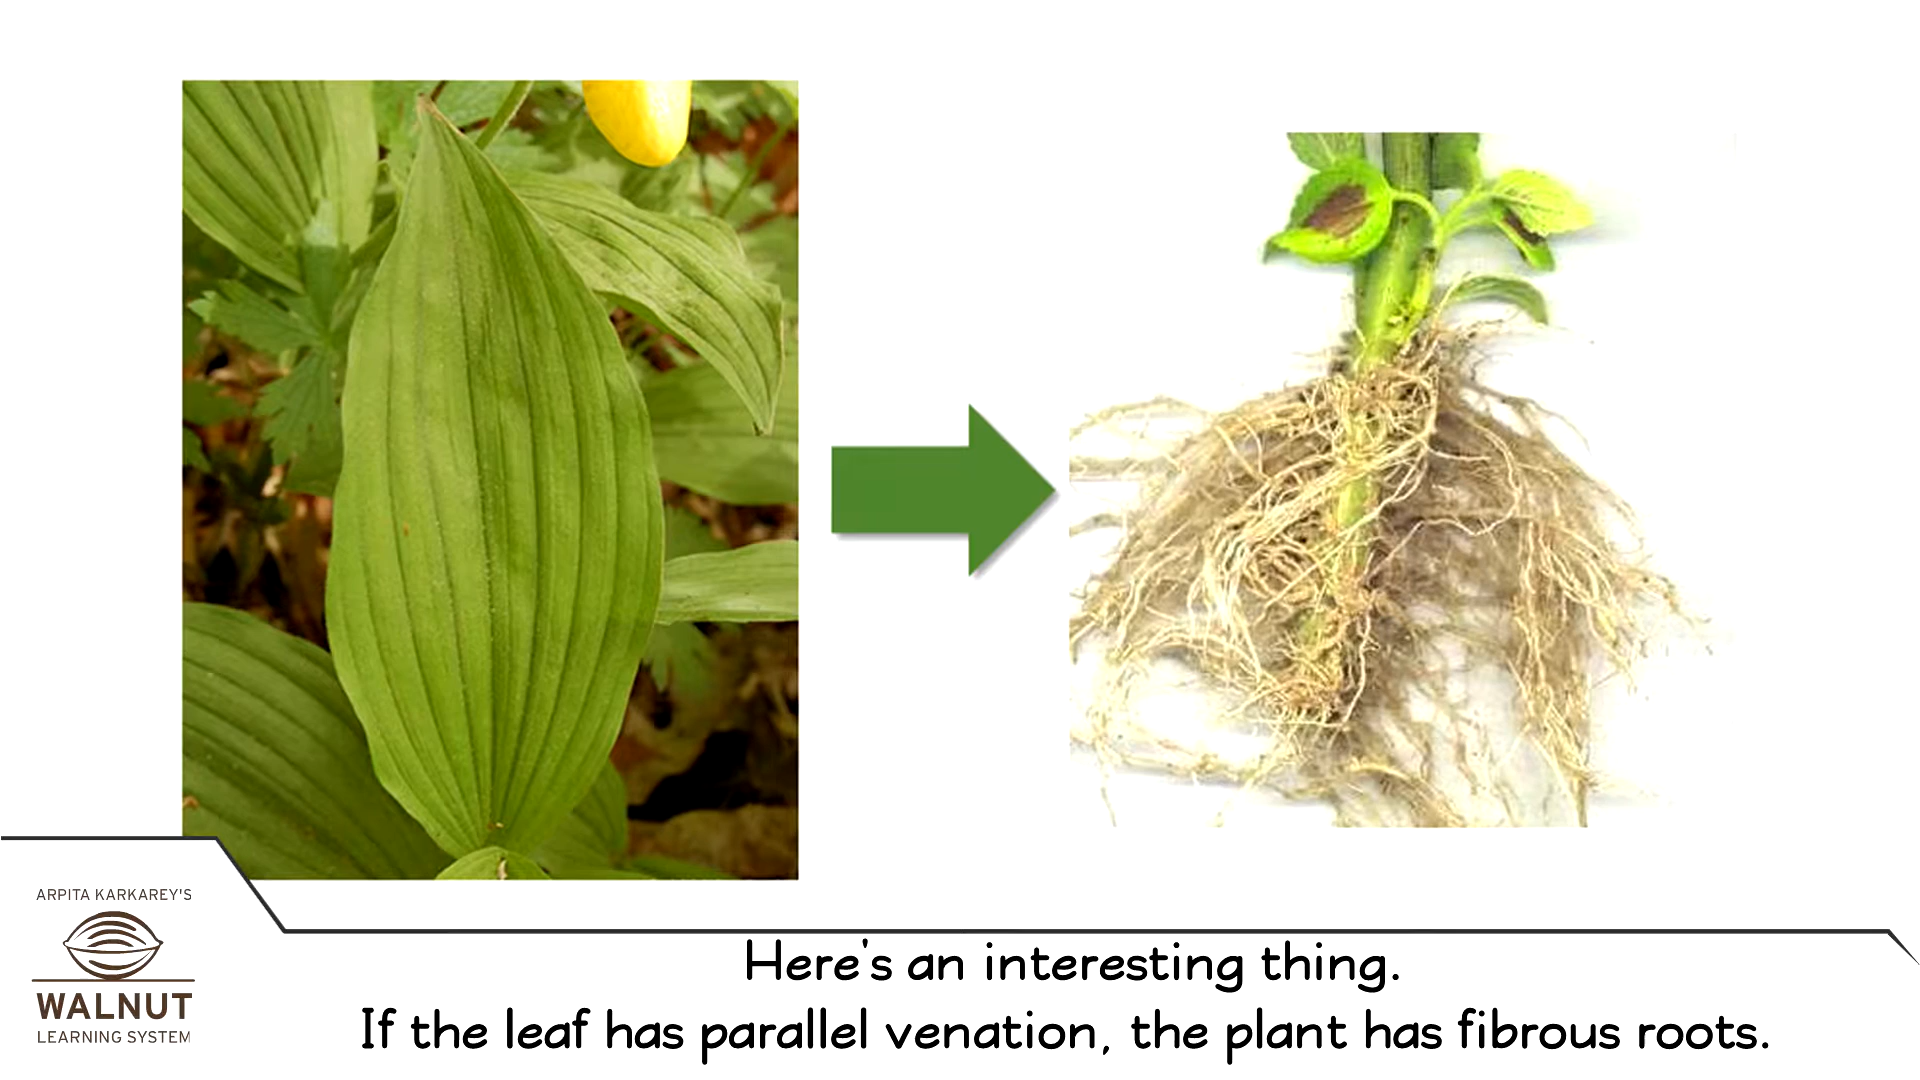 ARPITA KARKAREY'S
WALNUT
LEARNING SYSTEM
Here's an interesting thing.
If the leaf has parallel venation, the plant has fibrous roots.